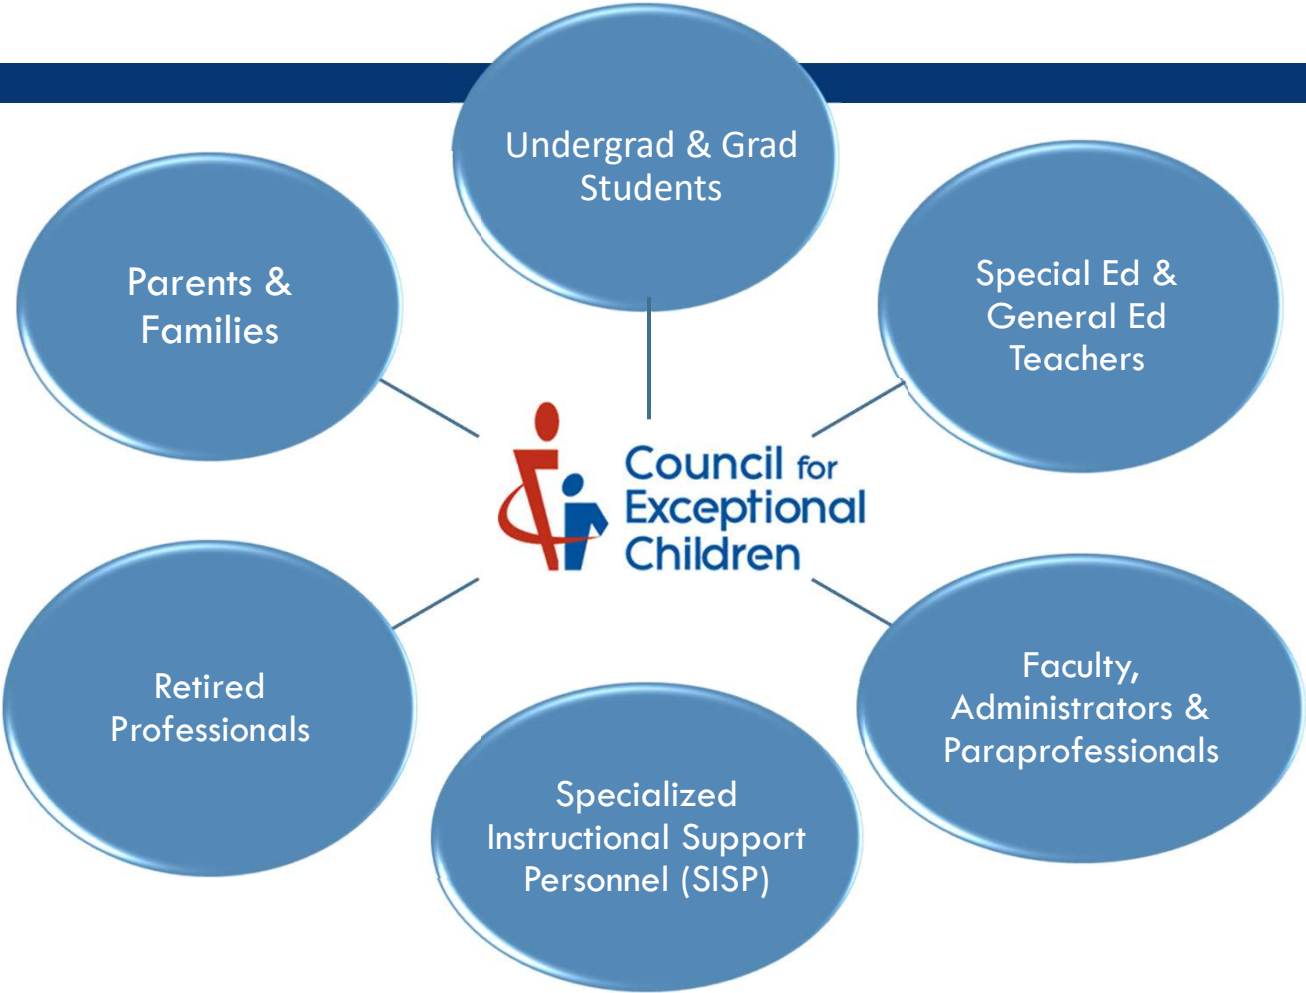 Undergrad & Grad
Students
Special Ed &
General Ed
Teachers
Faculty,
Administrators &
Paraprofessionals
Specialized
Instructional Support
Personnel (SISP)
Retired
Professionals
Parents &
Families
Council for
Exceptional
Children